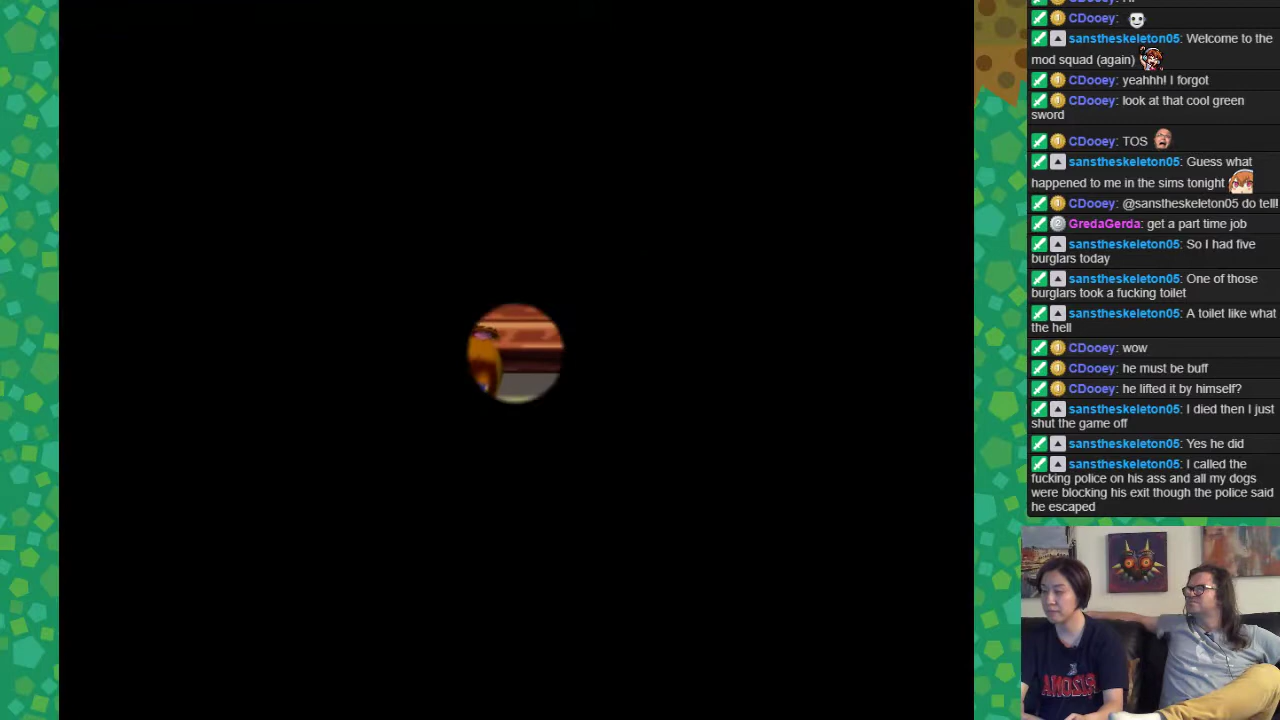 CDooey:
sanstheskeleton05: Welcome to the
mod squad (again)
CDooey: yeahhh! I forgot
CDooey: look at that cool green
sword
CDooey: TOS
sanstheskeleton05: Guess what
happened to me in the sims tonight
CDooey: @sanstheskeleton05 do tell!
GredaGerda: get a part time job
sanstheskeleton05: So I had five
burglars today
sanstheskeleton05: One of those
burglars took a fucking toilet
sanstheskeleton05: A toilet like what
the hell
CDooey: wow
CDooey: he must be buff
CDooey: he lifted it by himself?
sanstheskeleton05: I died then I just
shut the game off
sanstheskeleton05: Yes he did
sanstheskeleton05: I called the
fucking police on his ass and all my dogs
were blocking his exit though the police said
he escaped